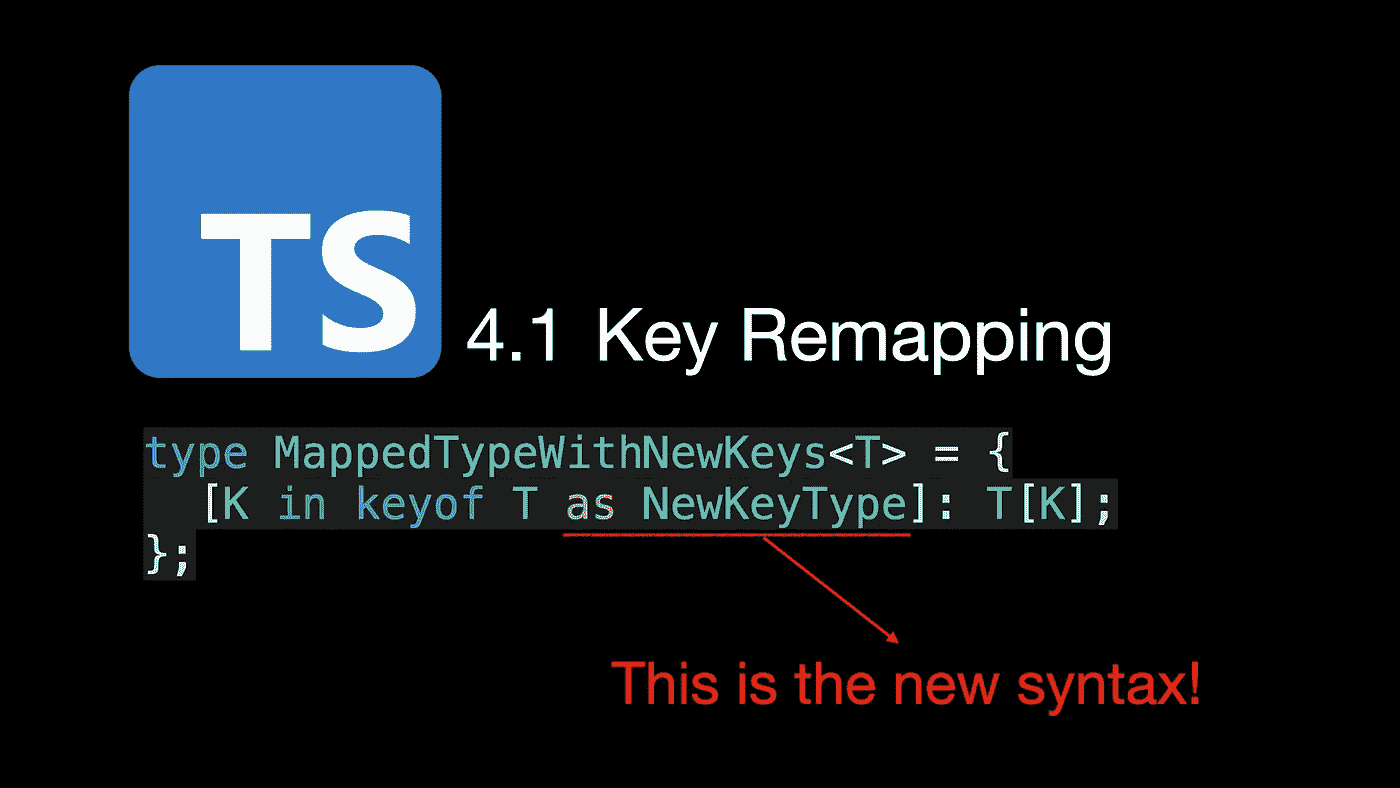 TS
4.1 Key Remapping
type MappedTypeWithNewKeys<T> = {
  [K in keyof T as NewKeyType]: T[K];
};
This is the new syntax!